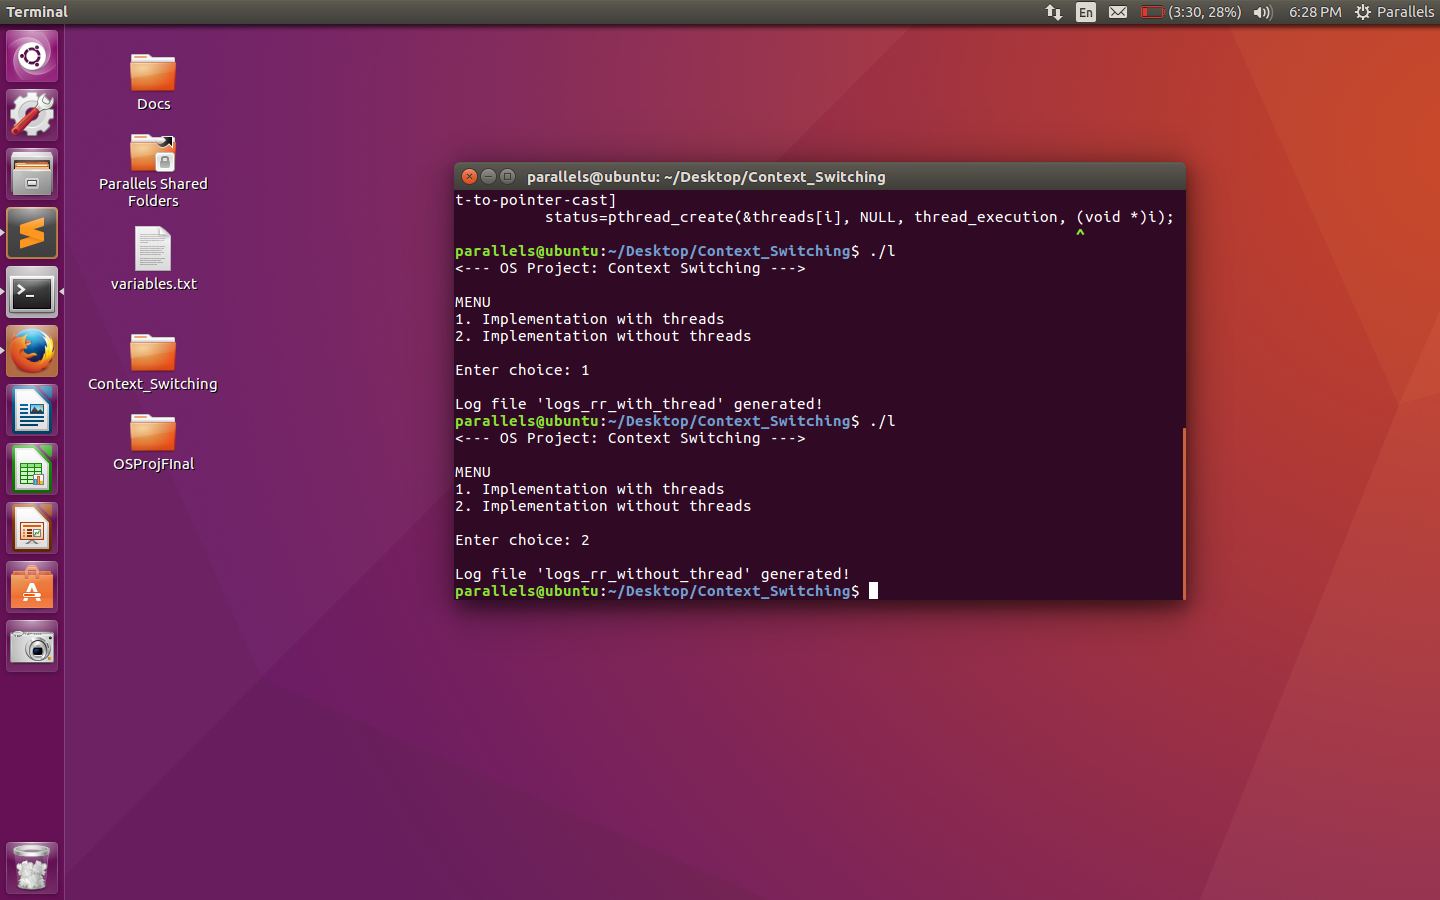 Terminal
En
(3:30, 28%)
6:28 PM
Parallels
Docs
Parallels Shared
Folders
variables.txt
Context_Switching
OSProjFInal
parallels@ubuntu: ~/Desktop/Context_Switching
t-to-pointer-cast]
status=pthread_create(&threads[i], NULL, thread_execution, (void *)i);
^
parallels@ubuntu:~/Desktop/Context_Switching$ ./l
<--- OS Project: Context Switching --->
MENU
1. Implementation with threads
2. Implementation without threads
Enter choice: 1
Log file 'logs_rr_with_thread' generated!
parallels@ubuntu:~/Desktop/Context_Switching$ ./l
<--- OS Project: Context Switching --->
MENU
1. Implementation with threads
2. Implementation without threads
Enter choice: 2
Log file 'logs_rr_without_thread' generated!
parallels@ubuntu:~/Desktop/Context_Switching$